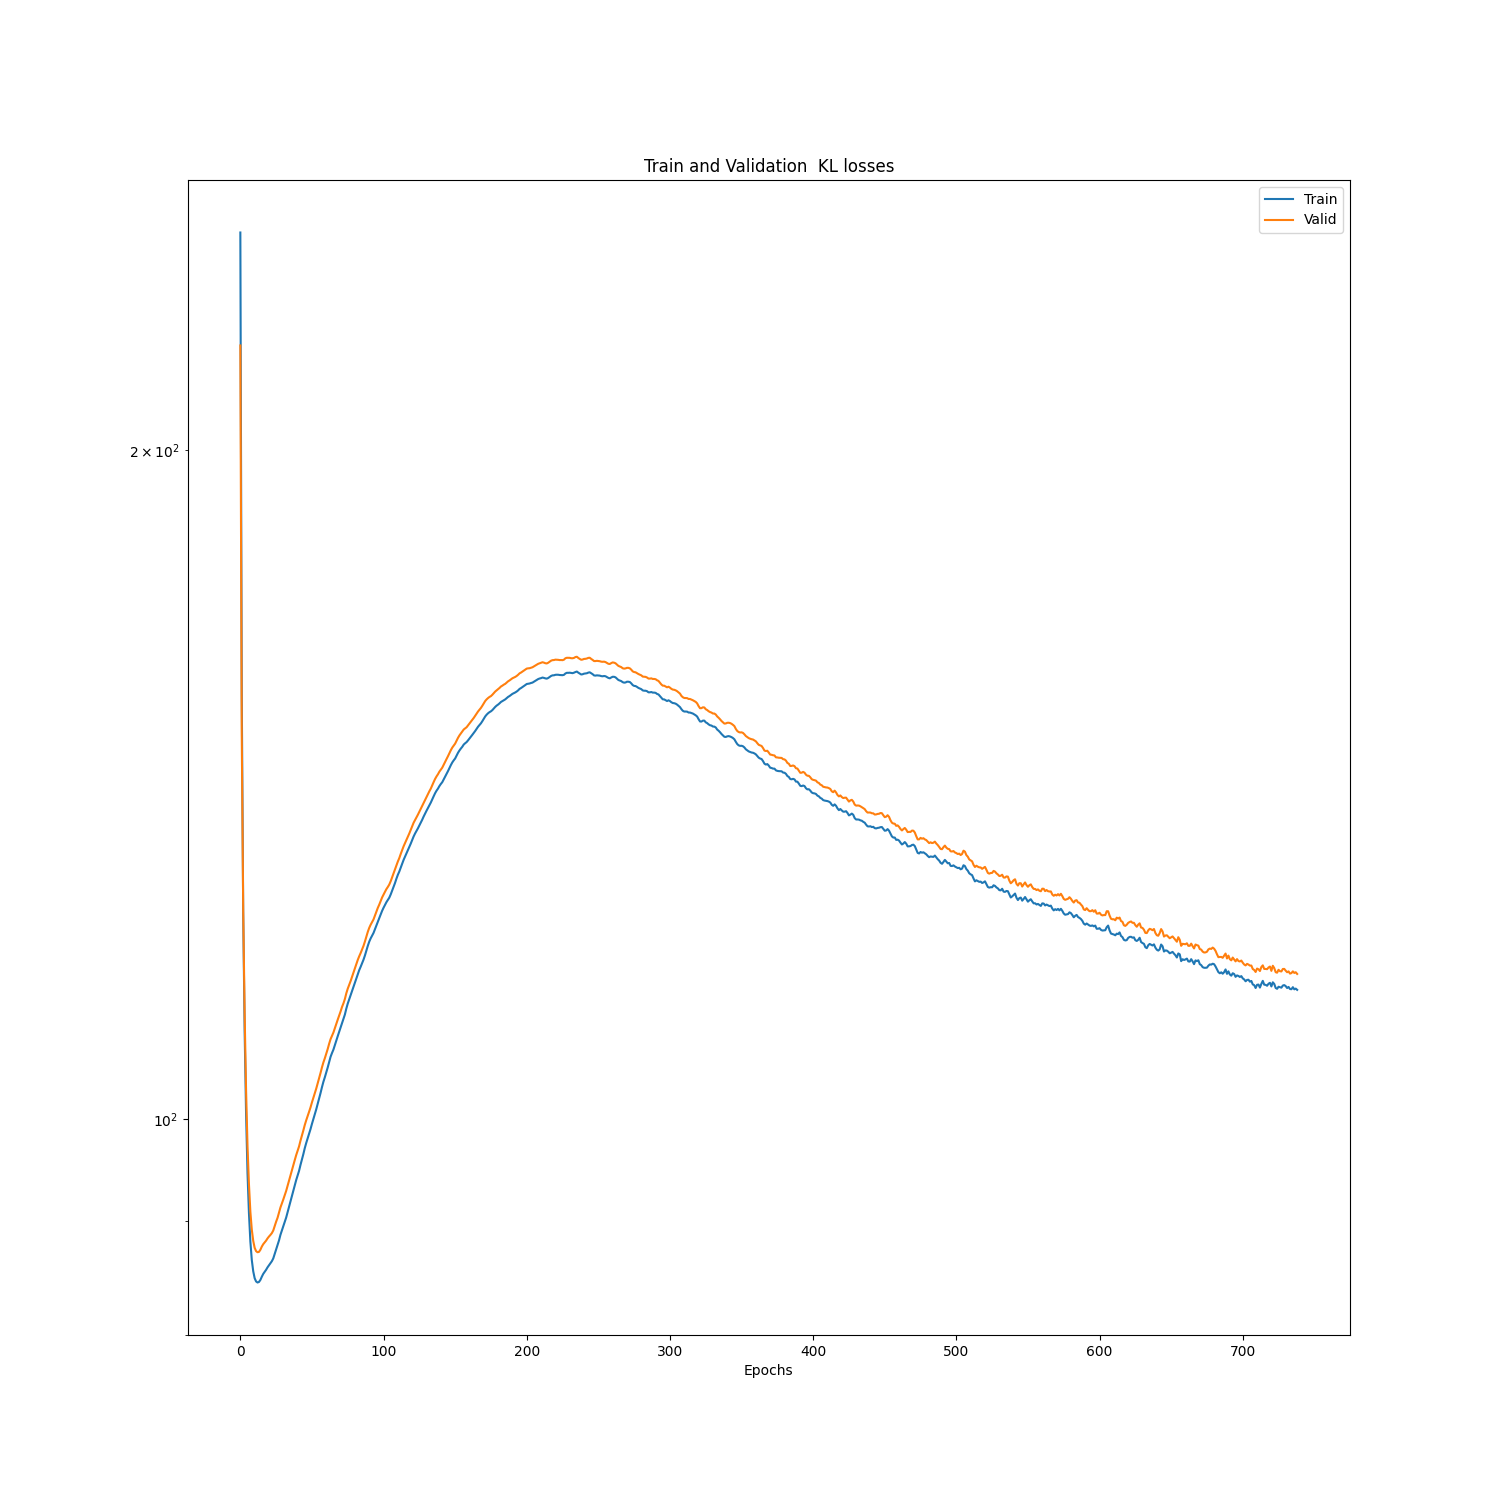 Train and Validation  KL losses
Train
Valid
2 × 10²
10²
0 100 200 300 400 500 600 700
Epochs